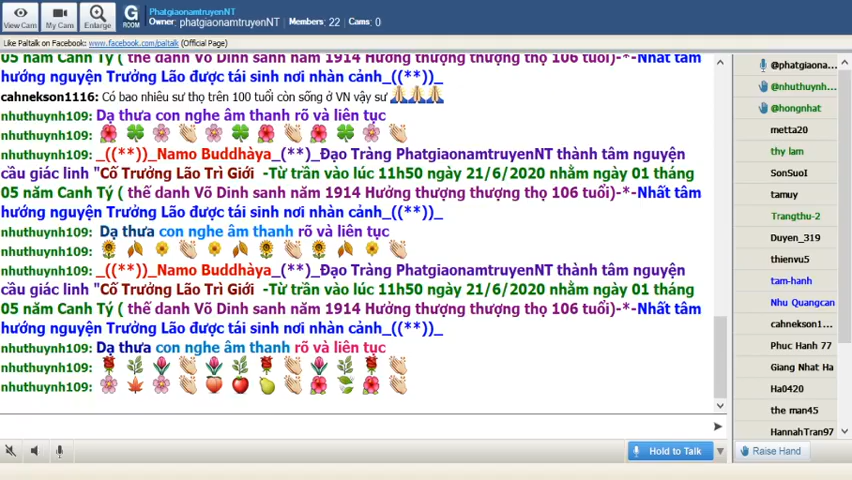 PhatgiaonamtruyenNT
Owner: phatgiaonamtruyenNT Members: 22 Cams: 0
View Cam My Cam Enlarge G ROOM
Like Paltalk on Facebook: www.facebook.com/paltalk (Official Page)
05 năm Canh Tý ( thế danh Võ Dinh sanh năm 1914 Hưởng thượng thượng thọ 106 tuổi)-*-Nhất tâm
hướng nguyện Trưởng Lão được tái sinh nơi nhàn cảnh_((**)_
cahnekson1116: Có bao nhiêu sư thọ trên 100 tuổi còn sống ở VN vậy sư
nhuthuynh109: Dạ thưa con nghe âm thanh rõ và liên tục
nhuthuynh109:
nhuthuynh109: _((**)_Namo Buddhàya_(**)_Đạo Tràng PhatgiaonamtruyenNT thành tâm nguyện
cầu giác linh "Cố Trưởng Lão Trì Giới -Từ trần vào lúc 11h50 ngày 21/6/2020 nhằm ngày 01 tháng
05 năm Canh Tý ( thế danh Võ Dinh sanh năm 1914 Hưởng thượng thượng thọ 106 tuổi)-*-Nhất tâm
hướng nguyện Trưởng Lão được tái sinh nơi nhàn cảnh_((**)_
nhuthuynh109: Dạ thưa con nghe âm thanh rõ và liên tục
nhuthuynh109:
nhuthuynh109: _((**)_Namo Buddhàya_(**)_Đạo Tràng PhatgiaonamtruyenNT thành tâm nguyện
cầu giác linh "Cố Trưởng Lão Trì Giới -Từ trần vào lúc 11h50 ngày 21/6/2020 nhằm ngày 01 tháng
05 năm Canh Tý ( thế danh Võ Dinh sanh năm 1914 Hưởng thượng thượng thọ 106 tuổi)-*-Nhất tâm
hướng nguyện Trưởng Lão được tái sinh nơi nhàn cảnh_((**)_
nhuthuynh109: Dạ thưa con nghe âm thanh rõ và liên tục
nhuthuynh109:
nhuthuynh109:
@phatgiaona...
@nhuthuynh...
@hongnhat
metta20
thy lam
SonSuoI
tamuy
Trangthu-2
Duyen_319
thienvu5
tam-hanh
Nhu Quangcan
cahnekson1...
Phuc Hanh 77
Giang Nhat Ha
Ha0420
the man45
HannahTran97
Hold to Talk
Raise Hand